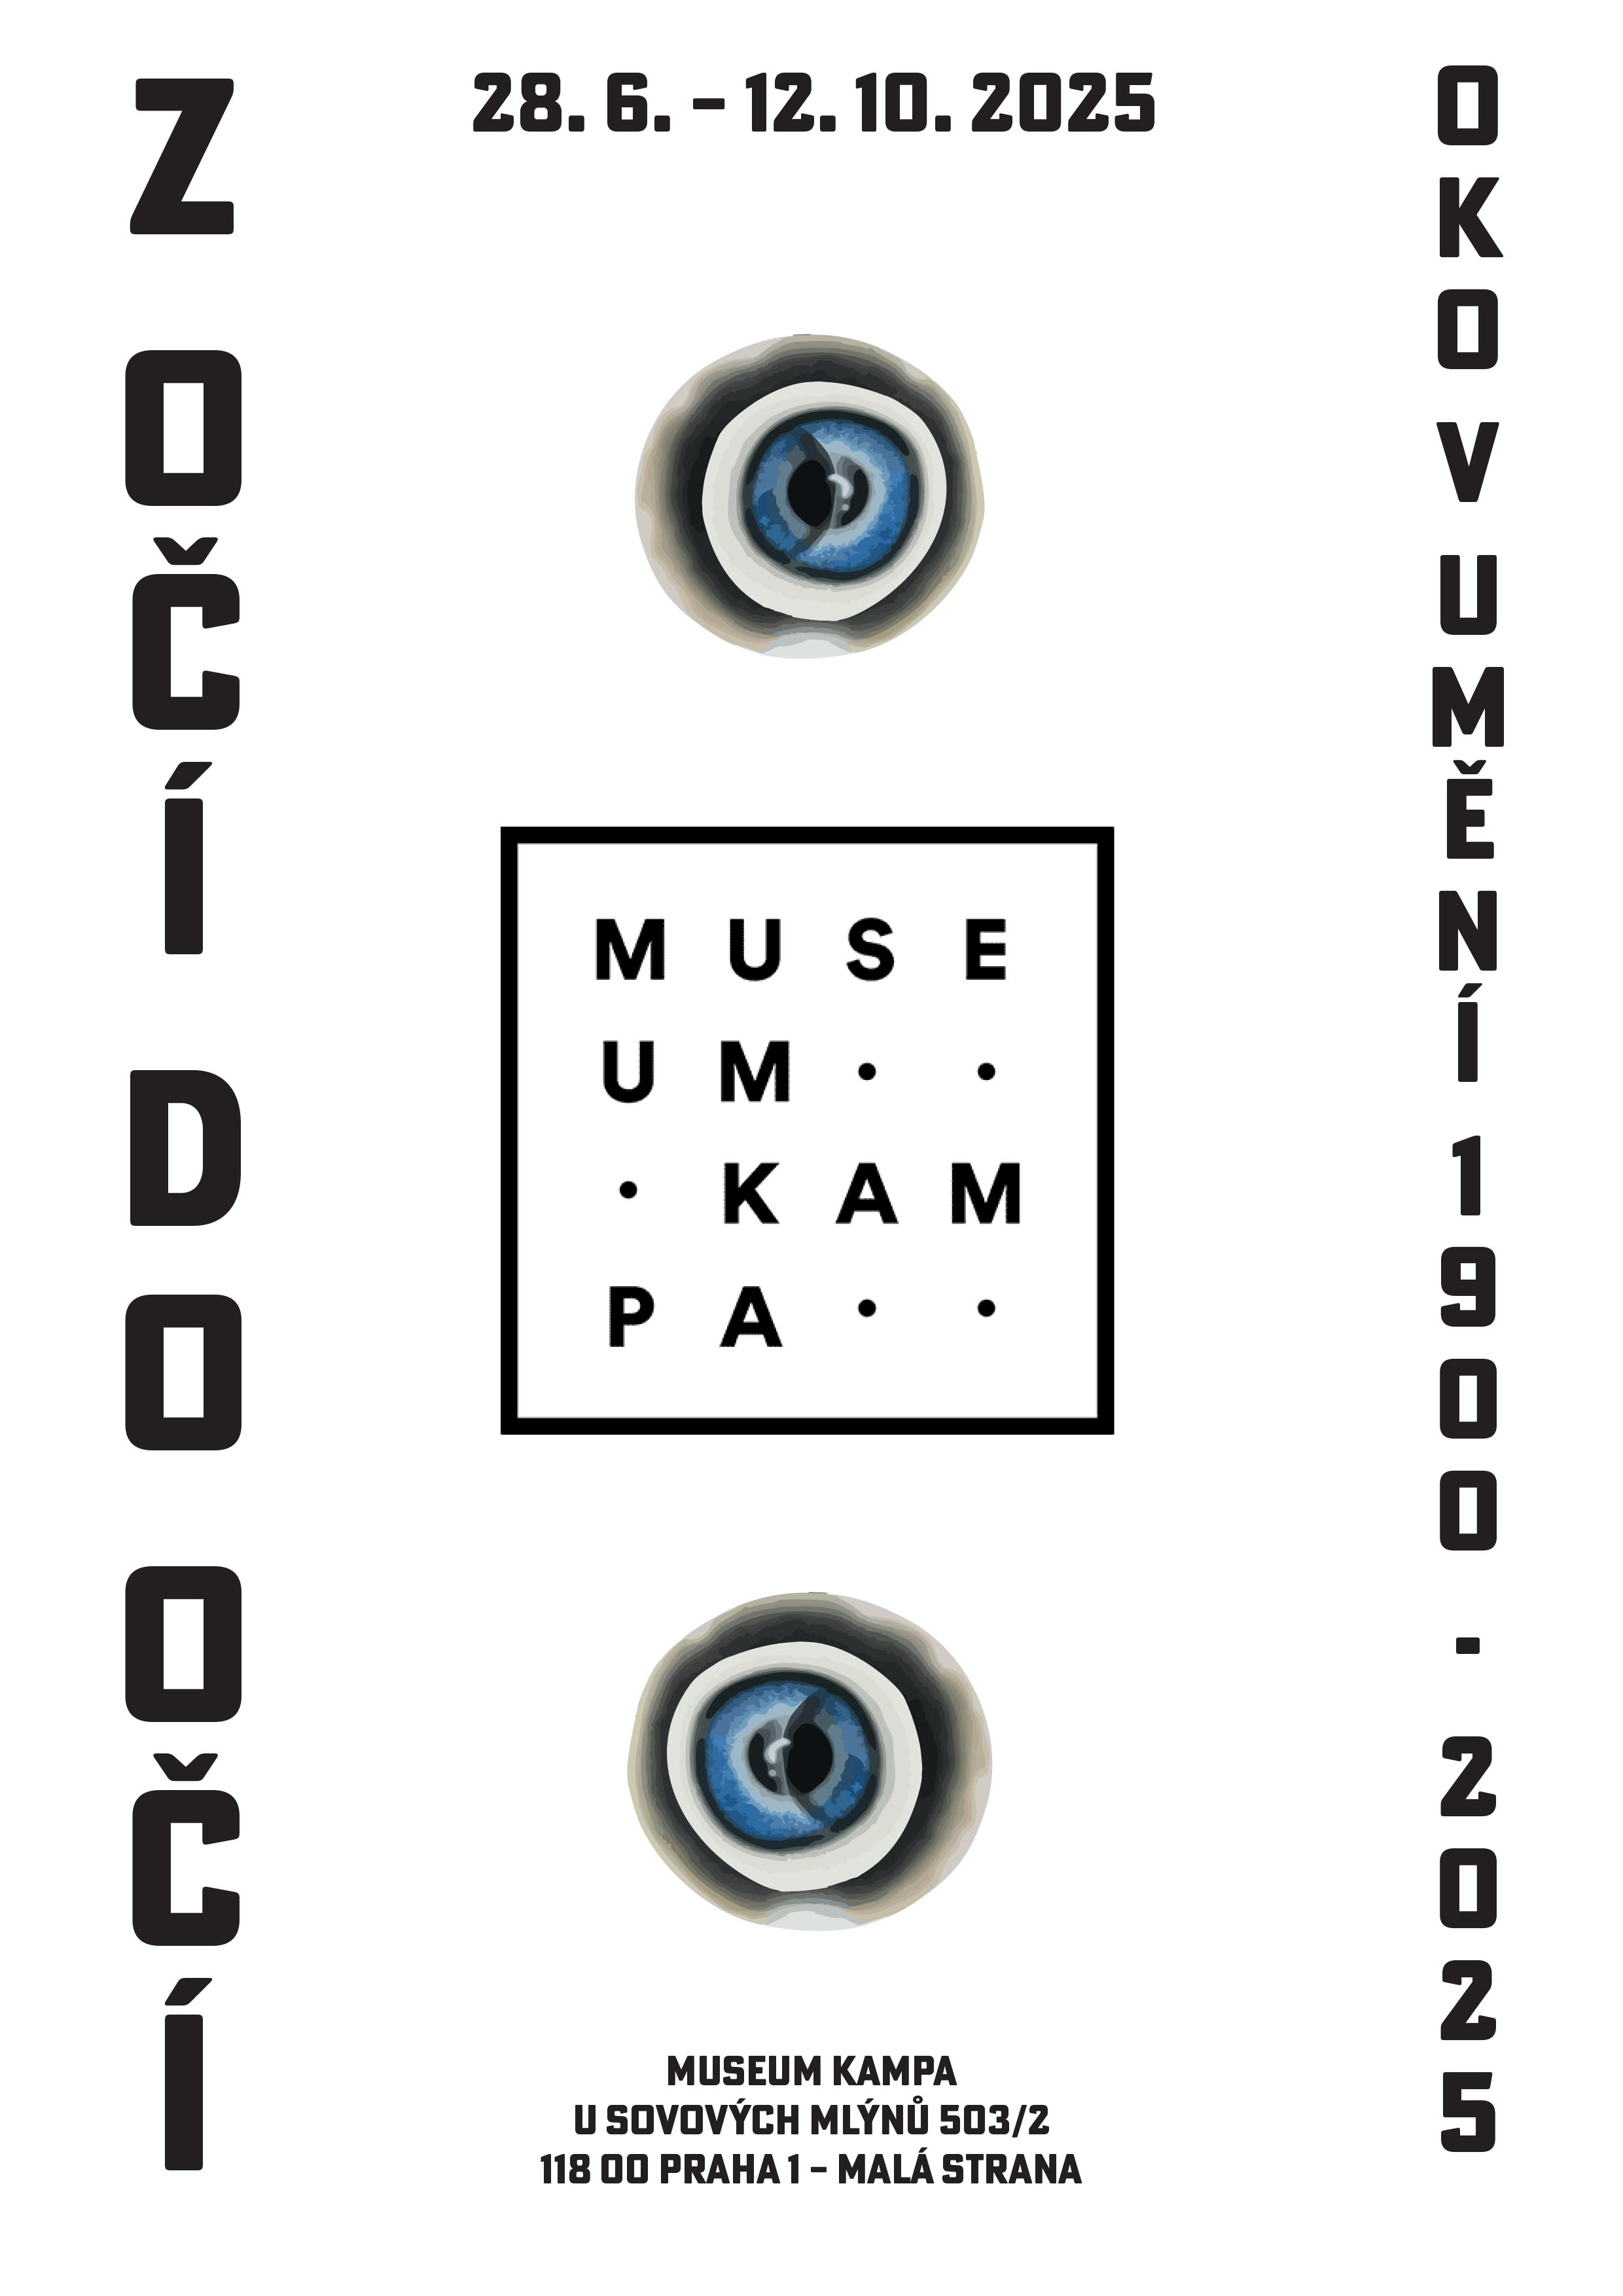 Z OČÍ DO OČÍ
28. 6. – 12. 10. 2025
OKO V UMĚNÍ 1900 - 2025
MUSE
UM··
·KAM
PA··
MUSEUM KAMPA
U SOVOVÝCH MLÝNŮ 503/2
118 00 PRAHA 1 – MALÁ STRANA